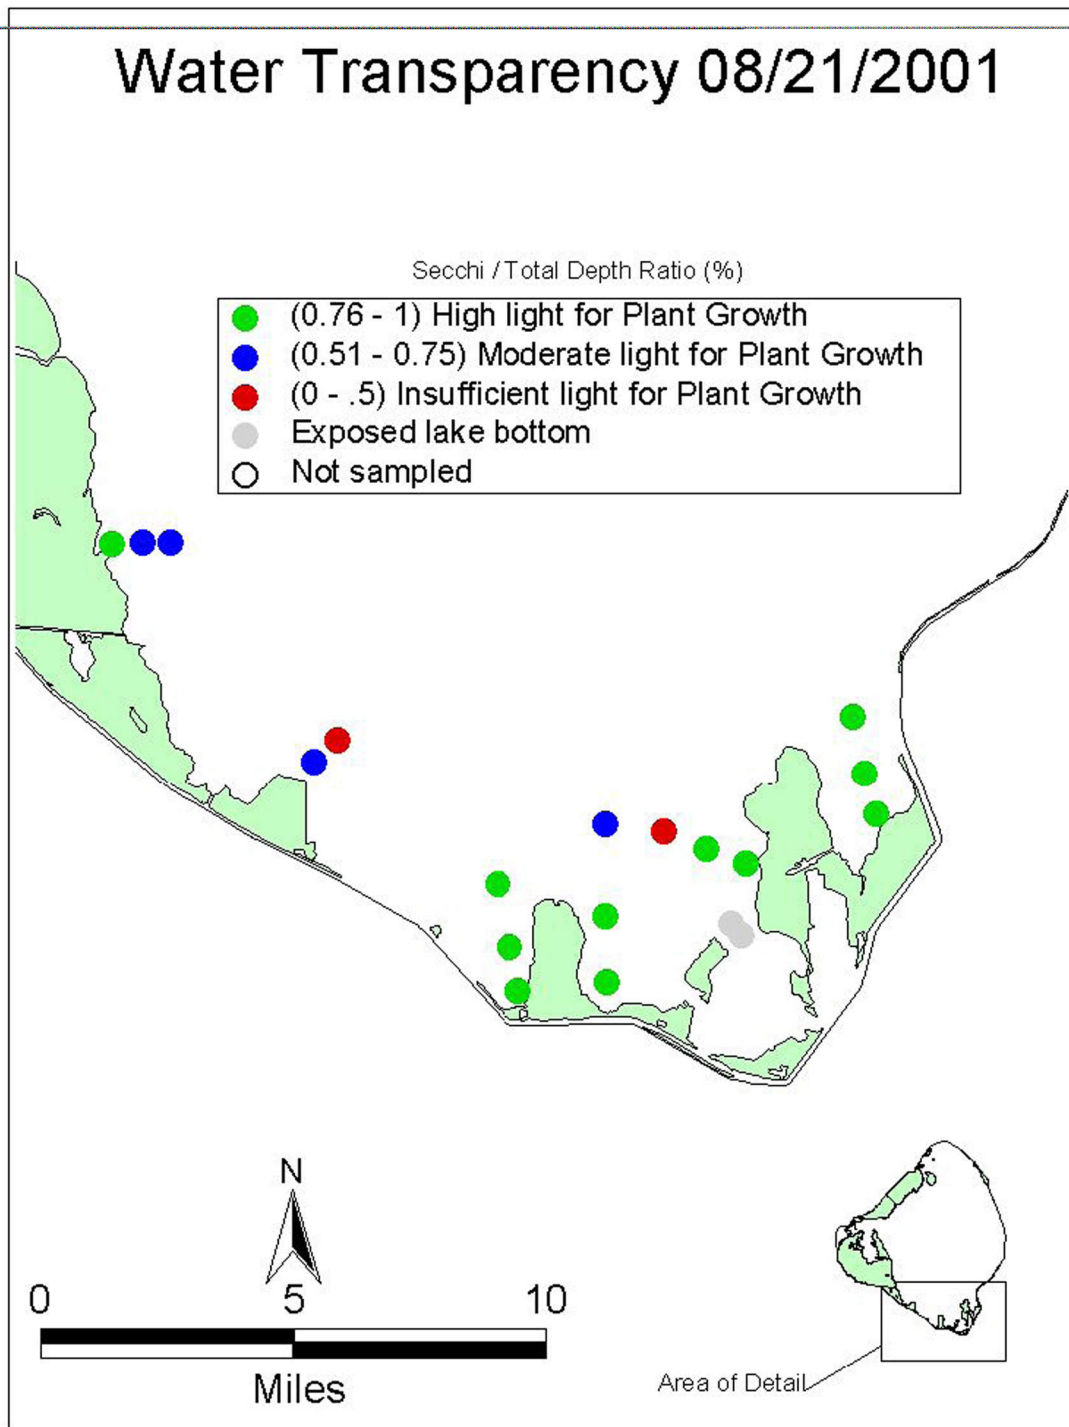 Water Transparency 08/21/2001
Secchi / Total Depth Ratio (%)
(0.76 - 1) High light for Plant Growth
(0.51 - 0.75) Moderate light for Plant Growth
(0 - .5) Insufficient light for Plant Growth
Exposed lake bottom
Not sampled
N
0 5 10
Miles
Area of Detail